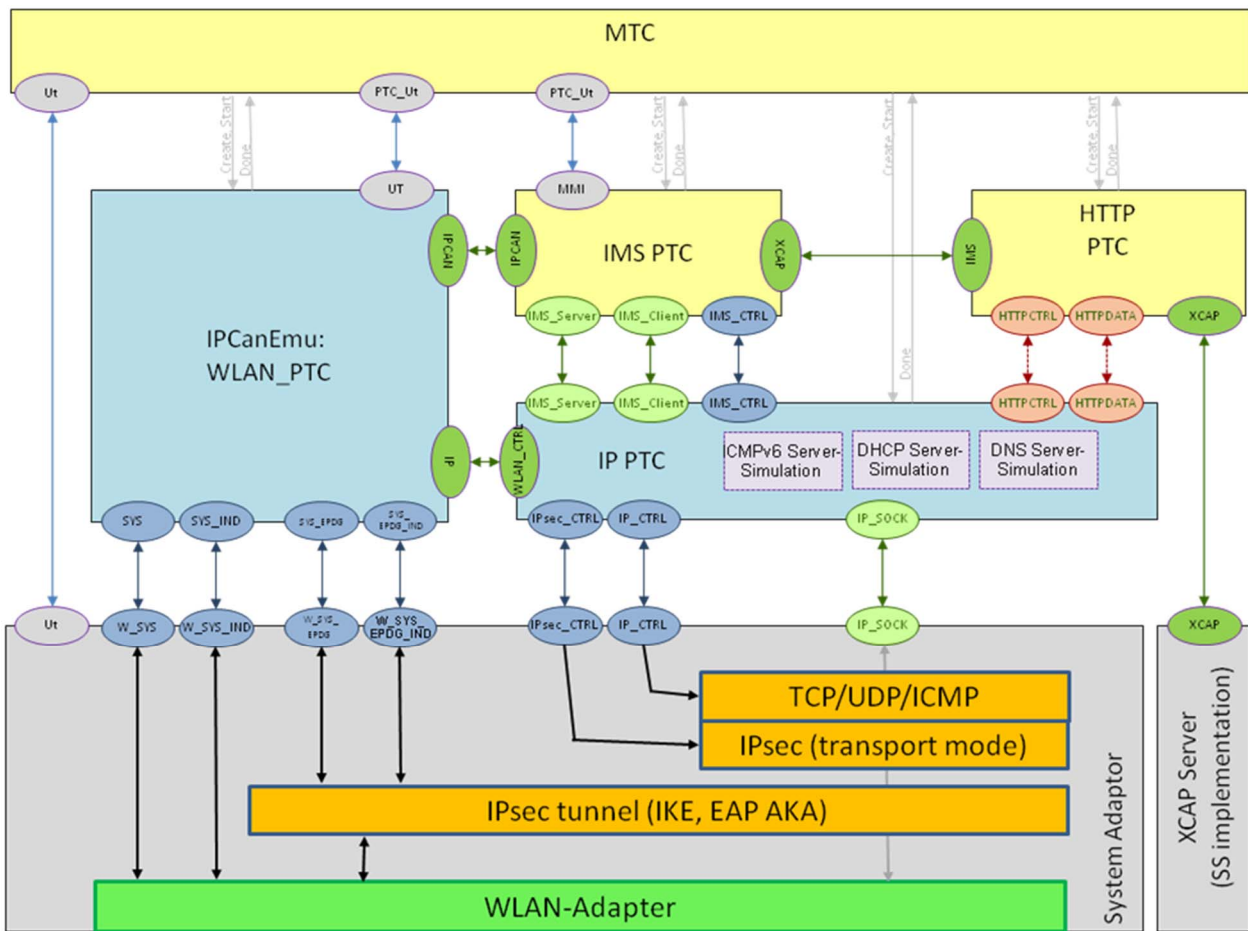 MTC
Ut
PTC_Ut
PTC_Ut
Create, Start
Done
Create, Start
Done
Create, Start
Done
Create, Start
Done
UT
MMI
IPCAN
IPCAN
IMS PTC
XCAP
SMI
HTTP
PTC
IPCanEmu:
WLAN_PTC
IMS_Server
IMS_Client
IMS_CTRL
HTTPCTRL
HTTPDATA
XCAP
IMS_Server
IMS_Client
IMS_CTRL
HTTPCTRL
HTTPDATA
IP
WLAN_CTRL
IP PTC
ICMPv6 Server-
Simulation
DHCP Server-
Simulation
DNS Server-
Simulation
SYS
SYS_IND
SYS_EPDG
SYS_
EPDG_IND
IPsec_CTRL
IP_CTRL
IP_SOCK
Ut
W_SYS
W_SYS_IND
W_SYS_
EPDG
W_SYS_
EPDG_IND
IPsec_CTRL
IP_CTRL
IP_SOCK
XCAP
TCP/UDP/ICMP
IPsec (transport mode)
IPsec tunnel (IKE, EAP AKA)
WLAN-Adapter
System Adaptor
XCAP Server
(SS implementation)